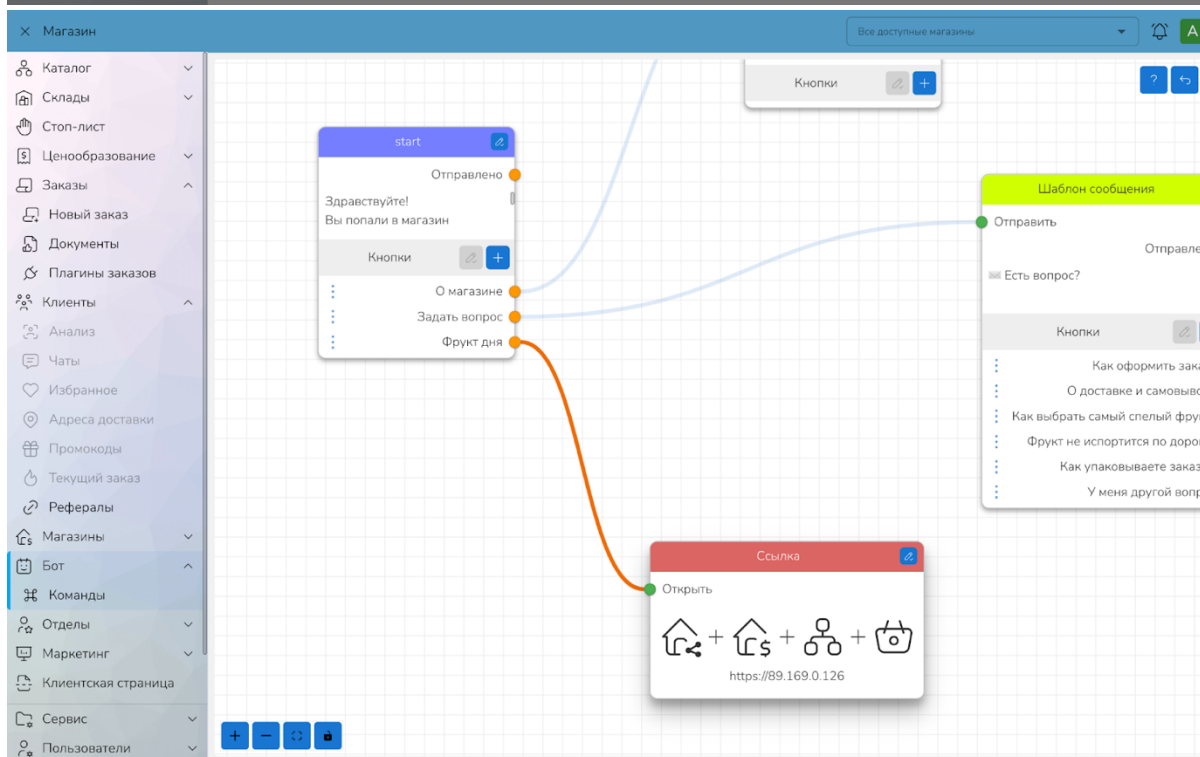 Магазин
Все доступные магазины
A
Каталог
Склады
Стоп-лист
Ценообразование
Заказы
Новый заказ
Документы
Плагины заказов
Клиенты
Анализ
Чаты
Избранное
Адреса доставки
Промокоды
Текущий заказ
Рефералы
Магазины
Бот
Команды
Отделы
Маркетинг
Клиентская страница
Сервис
Пользователи
Кнопки
?
start
Отправлено
Здравствуйте!
Вы попали в магазин
Кнопки
О магазине
Задать вопрос
Фрукт дня
Шаблон сообщения
Отправить
Отправле
Есть вопрос?
Кнопки
Как оформить зака
О доставке и самовыво
Как выбрать самый спелый фру
Фрукт не испортится по доро
Как упаковываете заказ
У меня другой вопр
Ссылка
Открыть
https://89.169.0.126